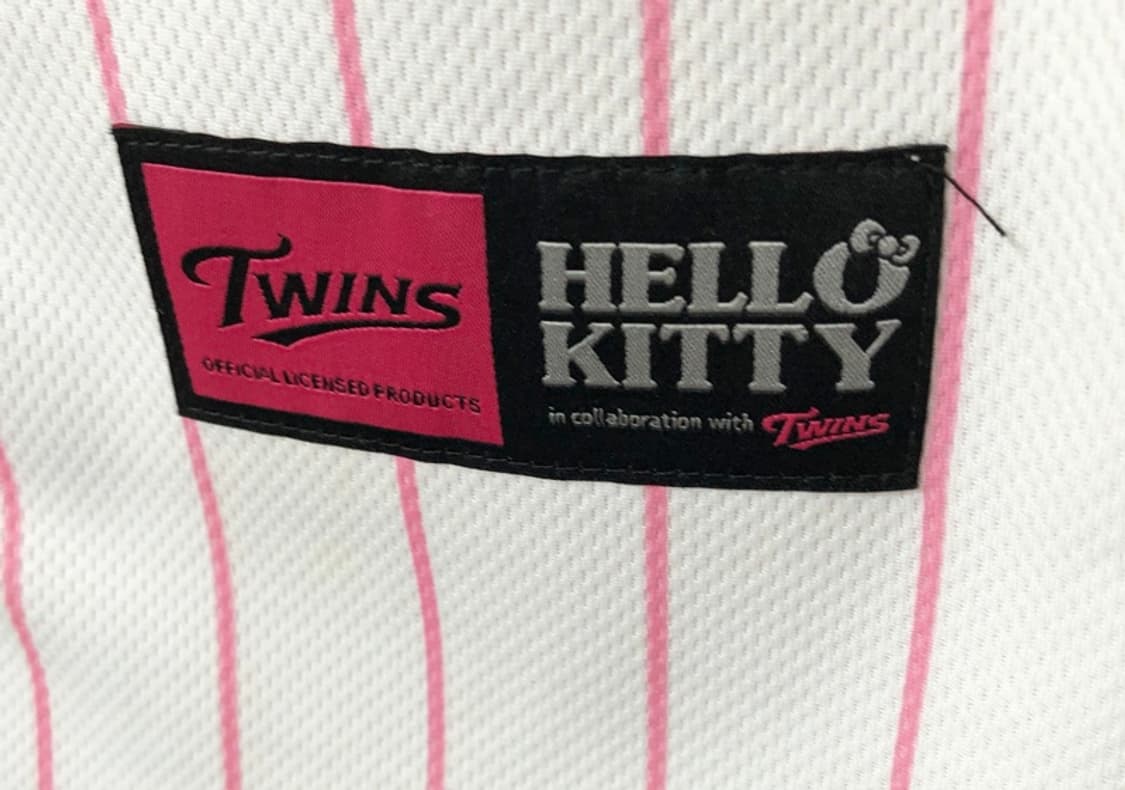 TWINS
OFFICIAL LICENSED PRODUCTS
HELLO
KITTY
in collaboration with TWINS